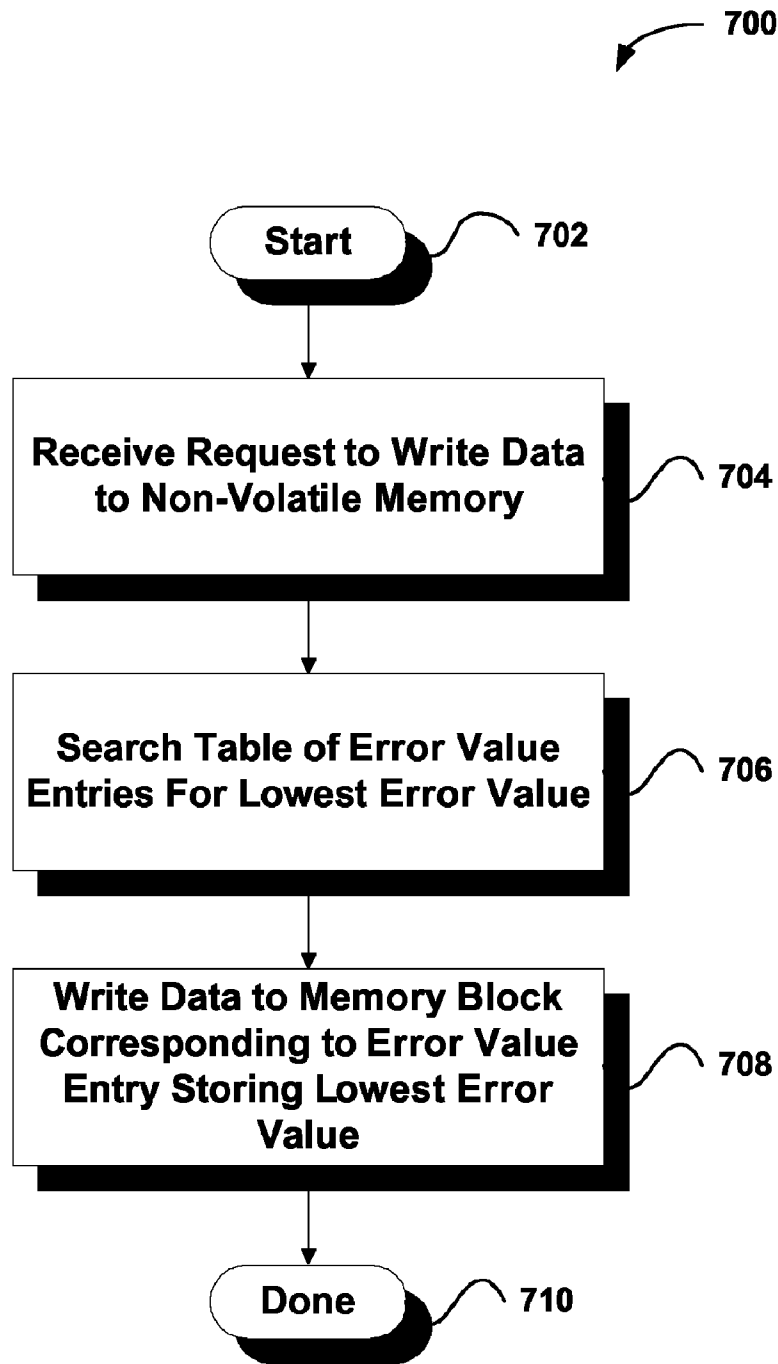 700
Start
702
Receive Request to Write Data
to Non-Volatile Memory
704
Search Table of Error Value
Entries For Lowest Error Value
706
Write Data to Memory Block
Corresponding to Error Value
Entry Storing Lowest Error
Value
708
Done
710